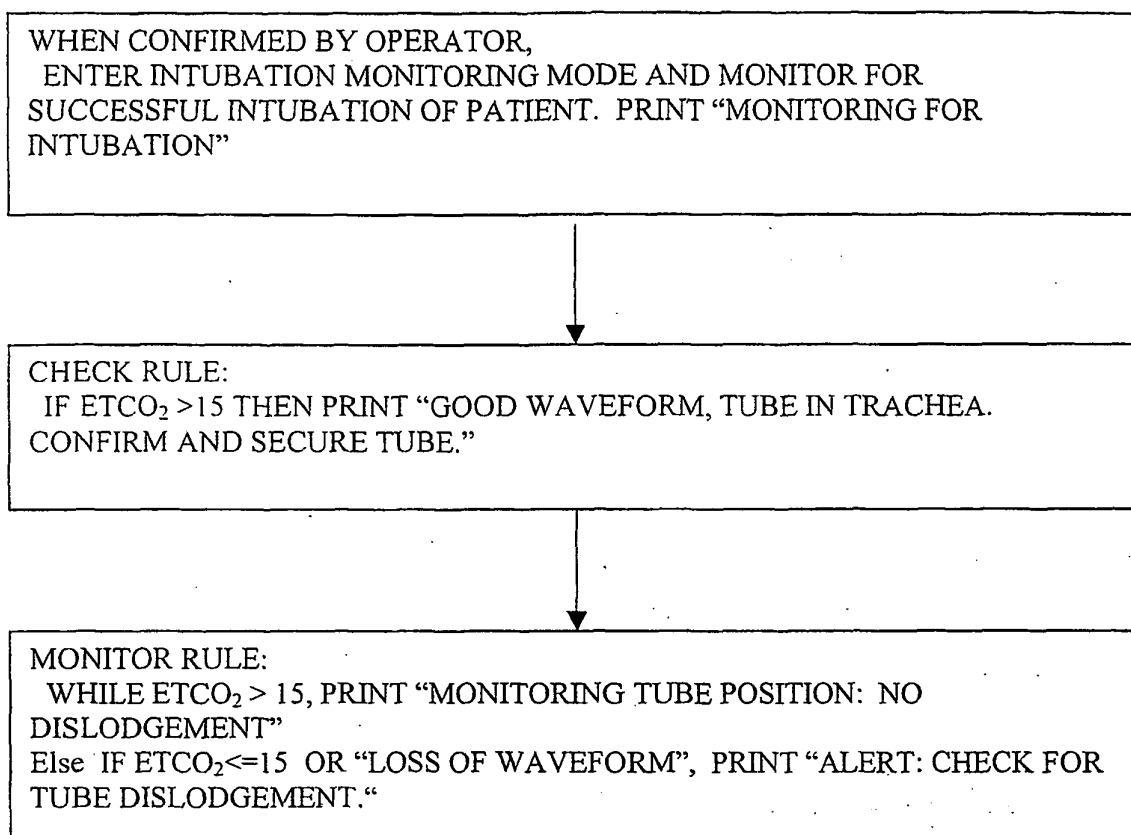 WHEN CONFIRMED BY OPERATOR,
ENTER INTUBATION MONITORING MODE AND MONITOR FOR
SUCCESSFUL INTUBATION OF PATIENT. PRINT “MONITORING FOR
INTUBATION”
CHECK RULE:
IF ETCO₂ >15 THEN PRINT “GOOD WAVEFORM, TUBE IN TRACHEA.
CONFIRM AND SECURE TUBE.”
MONITOR RULE:
WHILE ETCO₂ > 15, PRINT “MONITORING TUBE POSITION: NO
DISLODGEMENT”
Else IF ETCO₂<=15 OR “LOSS OF WAVEFORM”, PRINT “ALERT: CHECK FOR
TUBE DISLODGEMENT.“